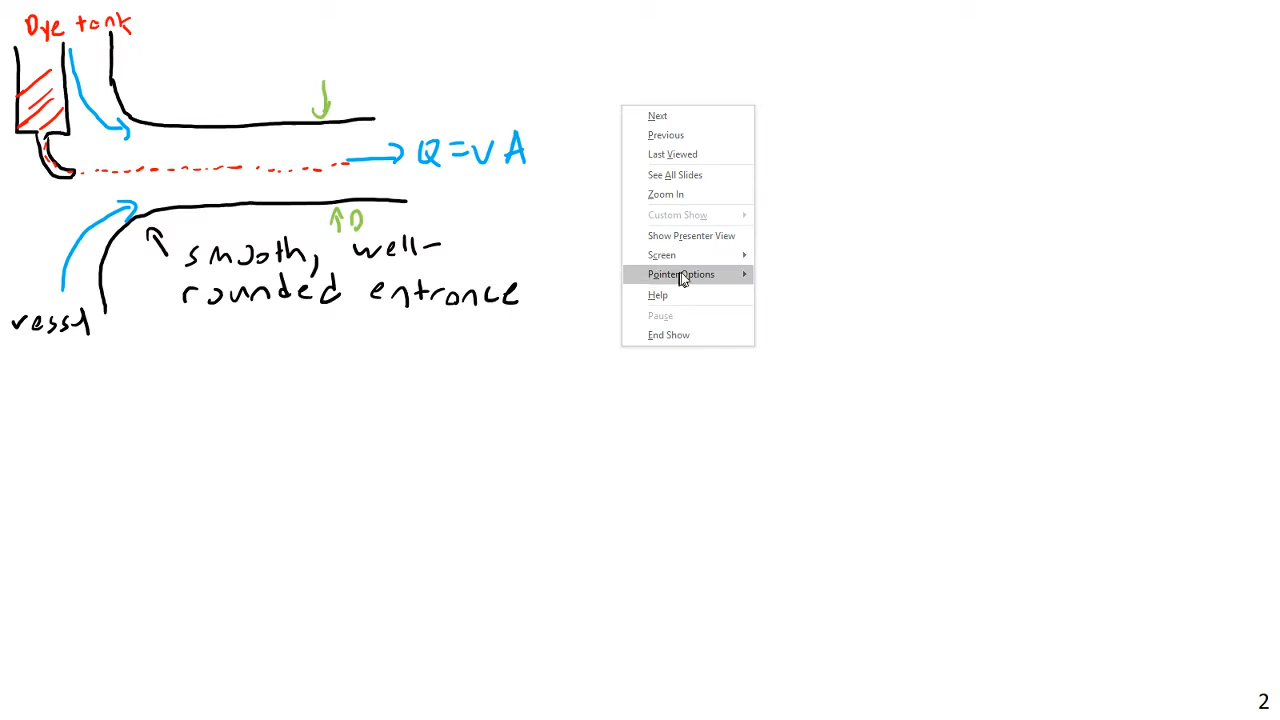 Dye tank
Q = v A
D
smooth, well-
rounded entrance
vessel
Next
Previous
Last Viewed
See All Slides
Zoom In
Custom Show
Show Presenter View
Screen
Pointer Options
Help
Pause
End Show
2